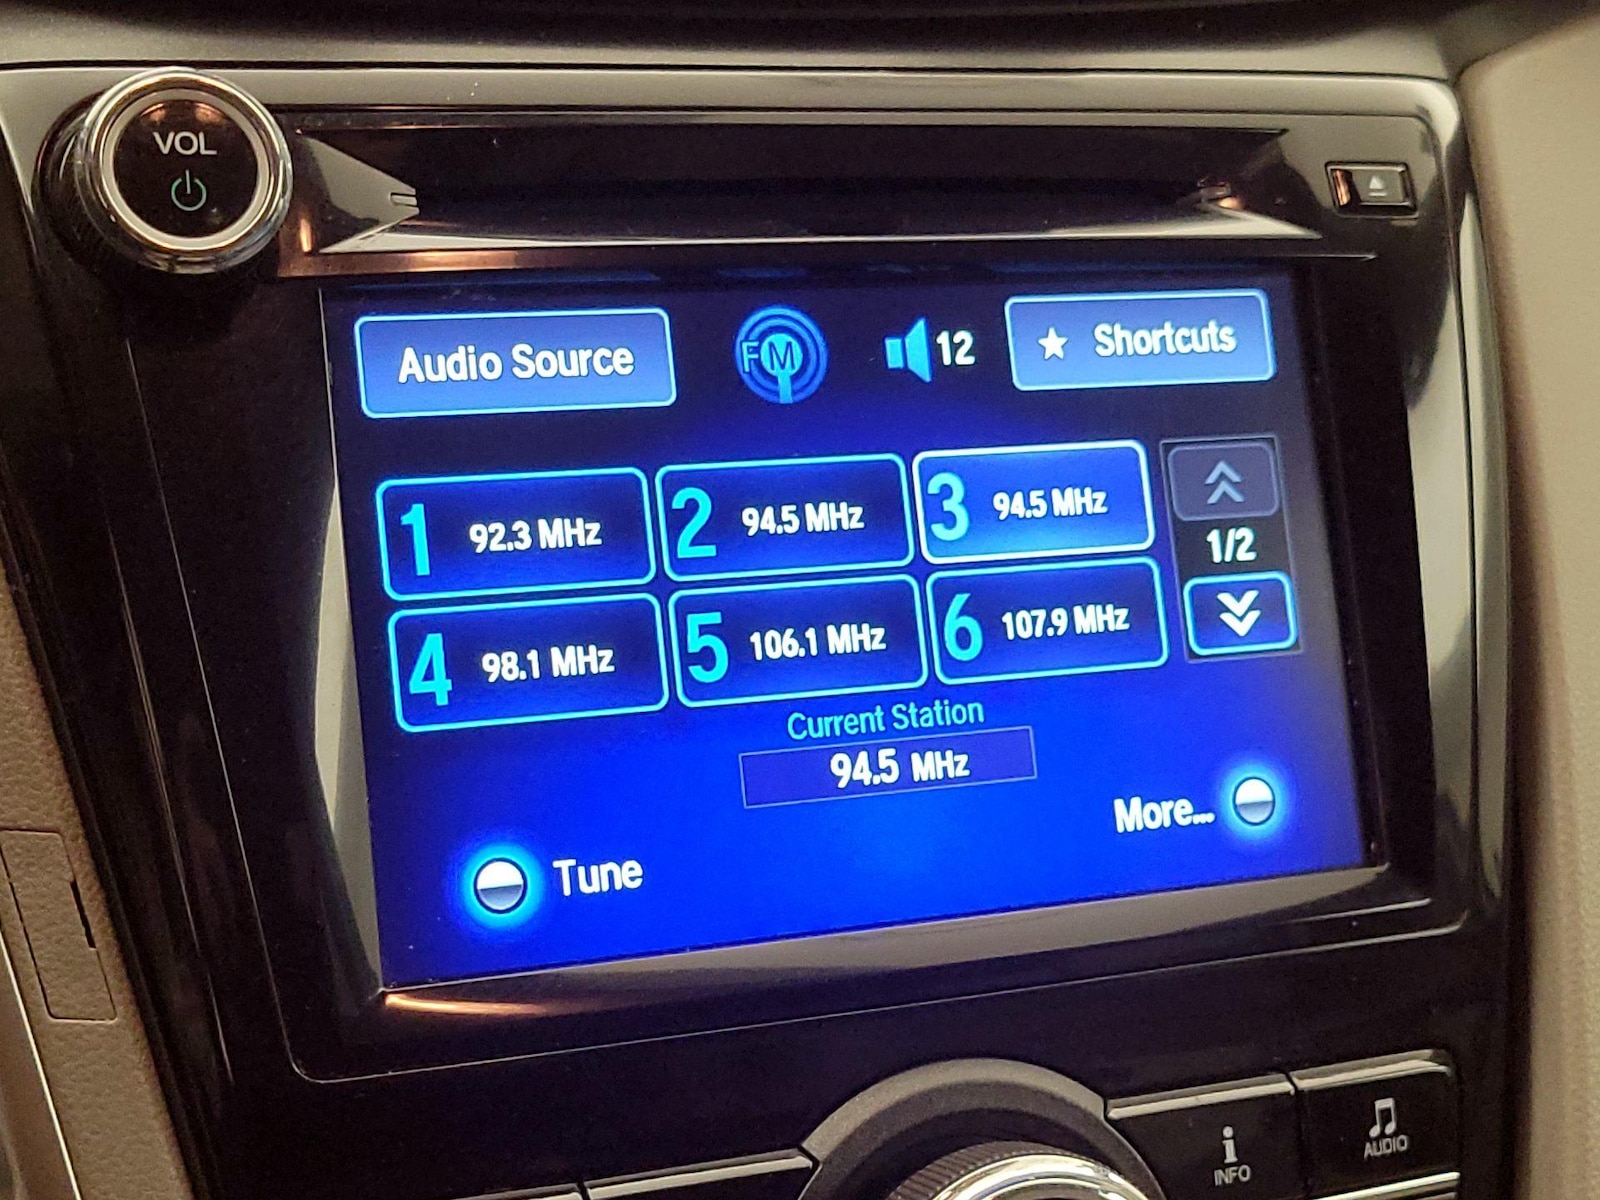 VOL
Audio Source
FM
12
Shortcuts
1 92.3 MHz
2 94.5 MHz
3 94.5 MHz
1/2
4 98.1 MHz
5 106.1 MHz
6 107.9 MHz
Current Station
94.5 MHz
More...
Tune
i
INFO
AUDIO